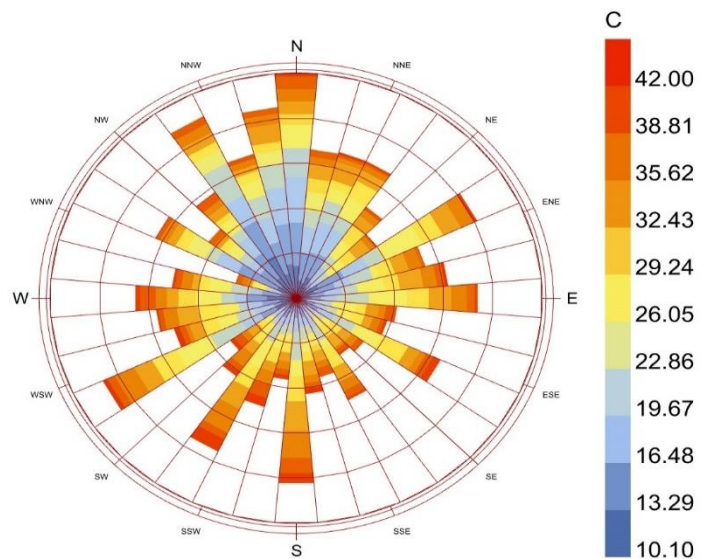 C
N
NNW
NNE
NW
NE
WNW
ENE
W
E
WSW
ESE
SW
SE
SSW
SSE
S
42.00
38.81
35.62
32.43
29.24
26.05
22.86
19.67
16.48
13.29
10.10